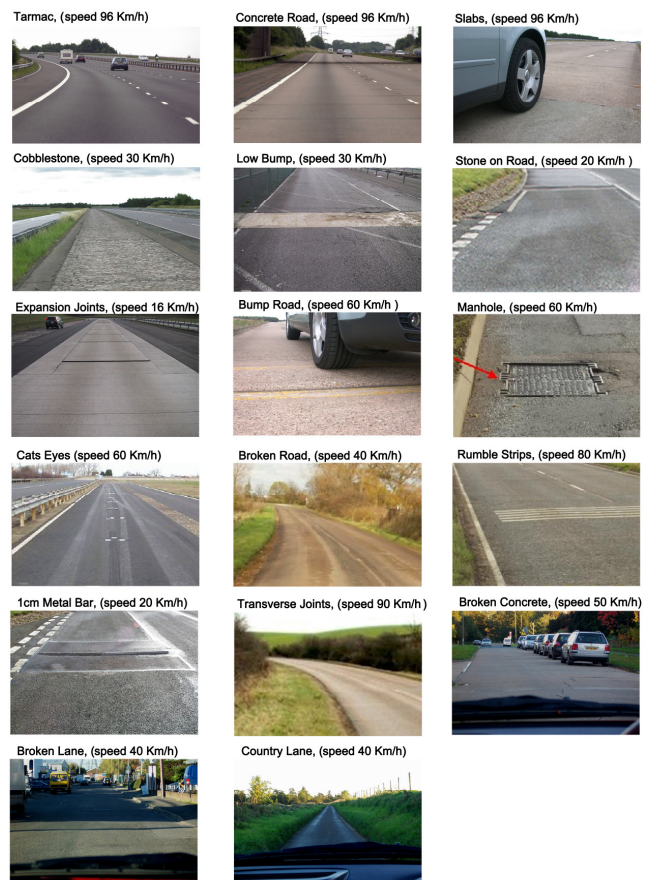 Tarmac, (speed 96 Km/h)
Concrete Road, (speed 96 Km/h)
Slabs, (speed 96 Km/h)
Cobblestone, (speed 30 Km/h)
Low Bump, (speed 30 Km/h)
Stone on Road, (speed 20 Km/h )
Expansion Joints, (speed 16 Km/h)
Bump Road, (speed 60 Km/h )
Manhole, (speed 60 Km/h)
Cats Eyes (speed 60 Km/h)
Broken Road, (speed 40 Km/h)
Rumble Strips, (speed 80 Km/h)
1cm Metal Bar, (speed 20 Km/h)
Transverse Joints, (speed 90 Km/h )
Broken Concrete, (speed 50 Km/h)
Broken Lane, (speed 40 Km/h)
Country Lane, (speed 40 Km/h)